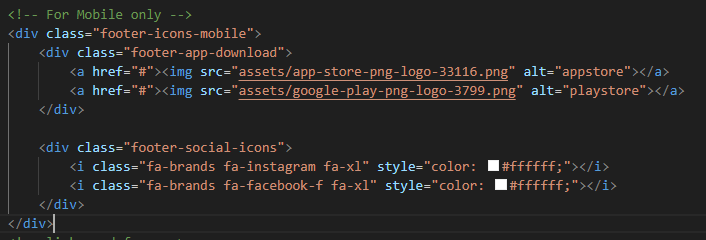 <!-- For Mobile only -->
<div class="footer-icons-mobile">
<div class="footer-app-download">
<a href="#"><img src="assets/app-store-png-logo-33116.png" alt="appstore"></a>
<a href="#"><img src="assets/google-play-png-logo-3799.png" alt="playstore"></a>
</div>
<div class="footer-social-icons">
<i class="fa-brands fa-instagram fa-xl" style="color: #ffffff;"></i>
<i class="fa-brands fa-facebook-f fa-xl" style="color: #ffffff;"></i>
</div>
</div>